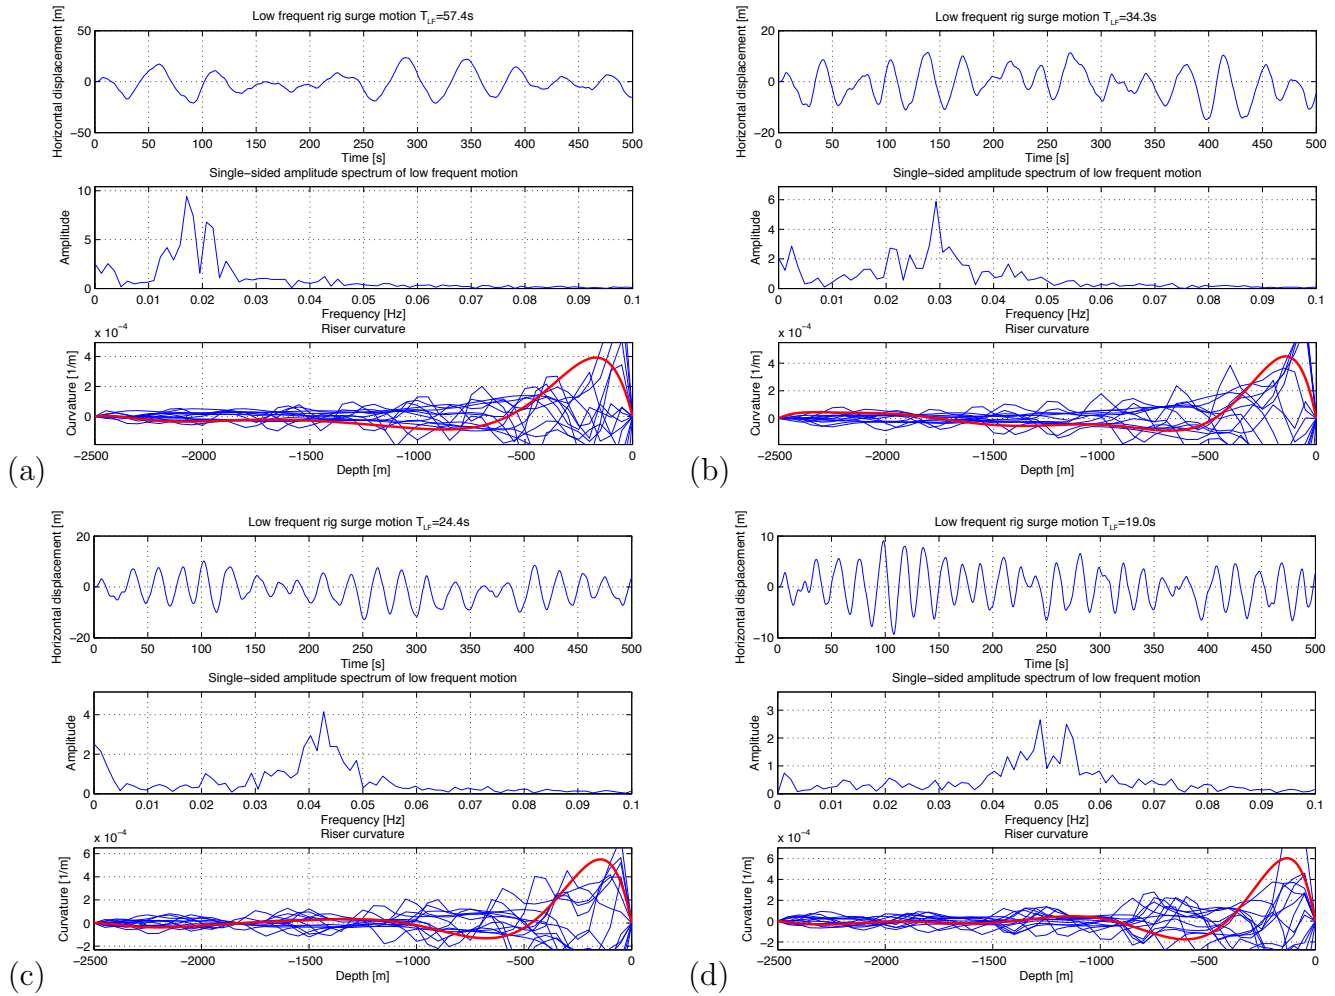 Low frequent rig surge motion T_LF=57.4s
Horizontal displacement [m]
50
0
−50
0 50 100 150 200 250 300 350 400 450 500
Time [s]
Single−sided amplitude spectrum of low frequent motion
Amplitude
10
5
0
0 0.01 0.02 0.03 0.04 0.05 0.06 0.07 0.08 0.09 0.1
Frequency [Hz]
Riser curvature
x 10^−4
Curvature [1/m]
4
2
0
−2500 −2000 −1500 −1000 −500 0
Depth [m]
(a)
Low frequent rig surge motion T_LF=34.3s
Horizontal displacement [m]
20
0
−20
0 50 100 150 200 250 300 350 400 450 500
Time [s]
Single−sided amplitude spectrum of low frequent motion
Amplitude
6
4
2
0
0 0.01 0.02 0.03 0.04 0.05 0.06 0.07 0.08 0.09 0.1
Frequency [Hz]
Riser curvature
x 10^−4
Curvature [1/m]
4
2
0
−2500 −2000 −1500 −1000 −500 0
Depth [m]
(b)
Low frequent rig surge motion T_LF=24.4s
Horizontal displacement [m]
20
0
−20
0 50 100 150 200 250 300 350 400 450 500
Time [s]
Single−sided amplitude spectrum of low frequent motion
Amplitude
4
2
0
0 0.01 0.02 0.03 0.04 0.05 0.06 0.07 0.08 0.09 0.1
Frequency [Hz]
Riser curvature
x 10^−4
Curvature [1/m]
6
4
2
0
−2
−2500 −2000 −1500 −1000 −500 0
Depth [m]
(c)
Low frequent rig surge motion T_LF=19.0s
Horizontal displacement [m]
10
0
−10
0 50 100 150 200 250 300 350 400 450 500
Time [s]
Single−sided amplitude spectrum of low frequent motion
Amplitude
3
2
1
0
0 0.01 0.02 0.03 0.04 0.05 0.06 0.07 0.08 0.09 0.1
Frequency [Hz]
Riser curvature
x 10^−4
Curvature [1/m]
6
4
2
0
−2
−2500 −2000 −1500 −1000 −500 0
Depth [m]
(d)